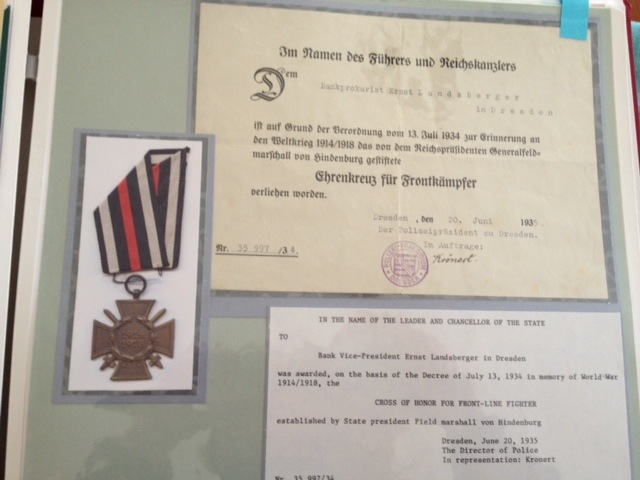 Im Namen des Führers und Reichskanzlers
Dem
Bankprokurist Ernst Landsberger
in Dresden
ist auf Grund der Verordnung vom 13. Juli 1934 zur Erinnerung an
den Weltkrieg 1914/1918 das von dem Reichspräsidenten Generalfeld-
marschall von Hindenburg gestiftete
Ehrenkreuz für Frontkämpfer
verliehen worden.
Dresden, den 20. Juni 1935.
Der Polizeipräsident zu Dresden.
Im Auftrage:
Nr. 35 997 /34.
Krönert.
IN THE NAME OF THE LEADER AND CHANCELLOR OF THE STATE
TO
Bank Vice-President Ernst Landsberger in Dresden
was awarded, on the basis of the Decree of July 13, 1934 in memory of World War
1914/1918, the
CROSS OF HONOR FOR FRONT-LINE FIGHTER
established by State president Field marshall von Hindenburg
Dresden, June 20, 1935
The Director of Police
In representation: Kronert
Nr. 35 997/34